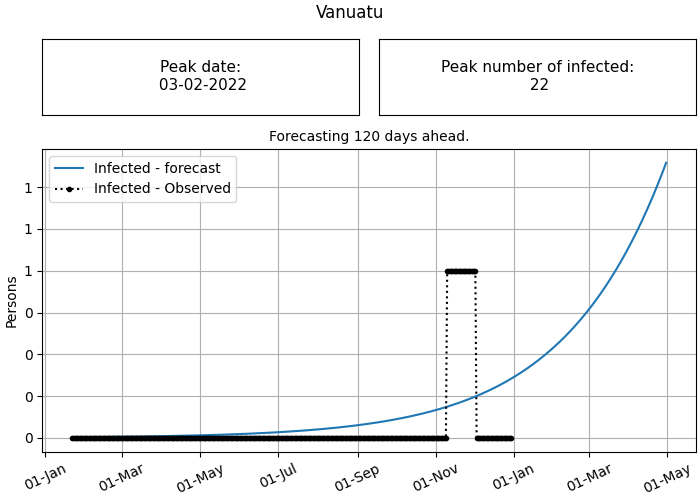 Vanuatu
Peak date:
03-02-2022
Peak number of infected:
22
Forecasting 120 days ahead.
Infected - forecast
Infected - Observed
1
1
1
0
0
0
0
Persons
01-Jan
01-Mar
01-May
01-Jul
01-Sep
01-Nov
01-Jan
01-Mar
01-May